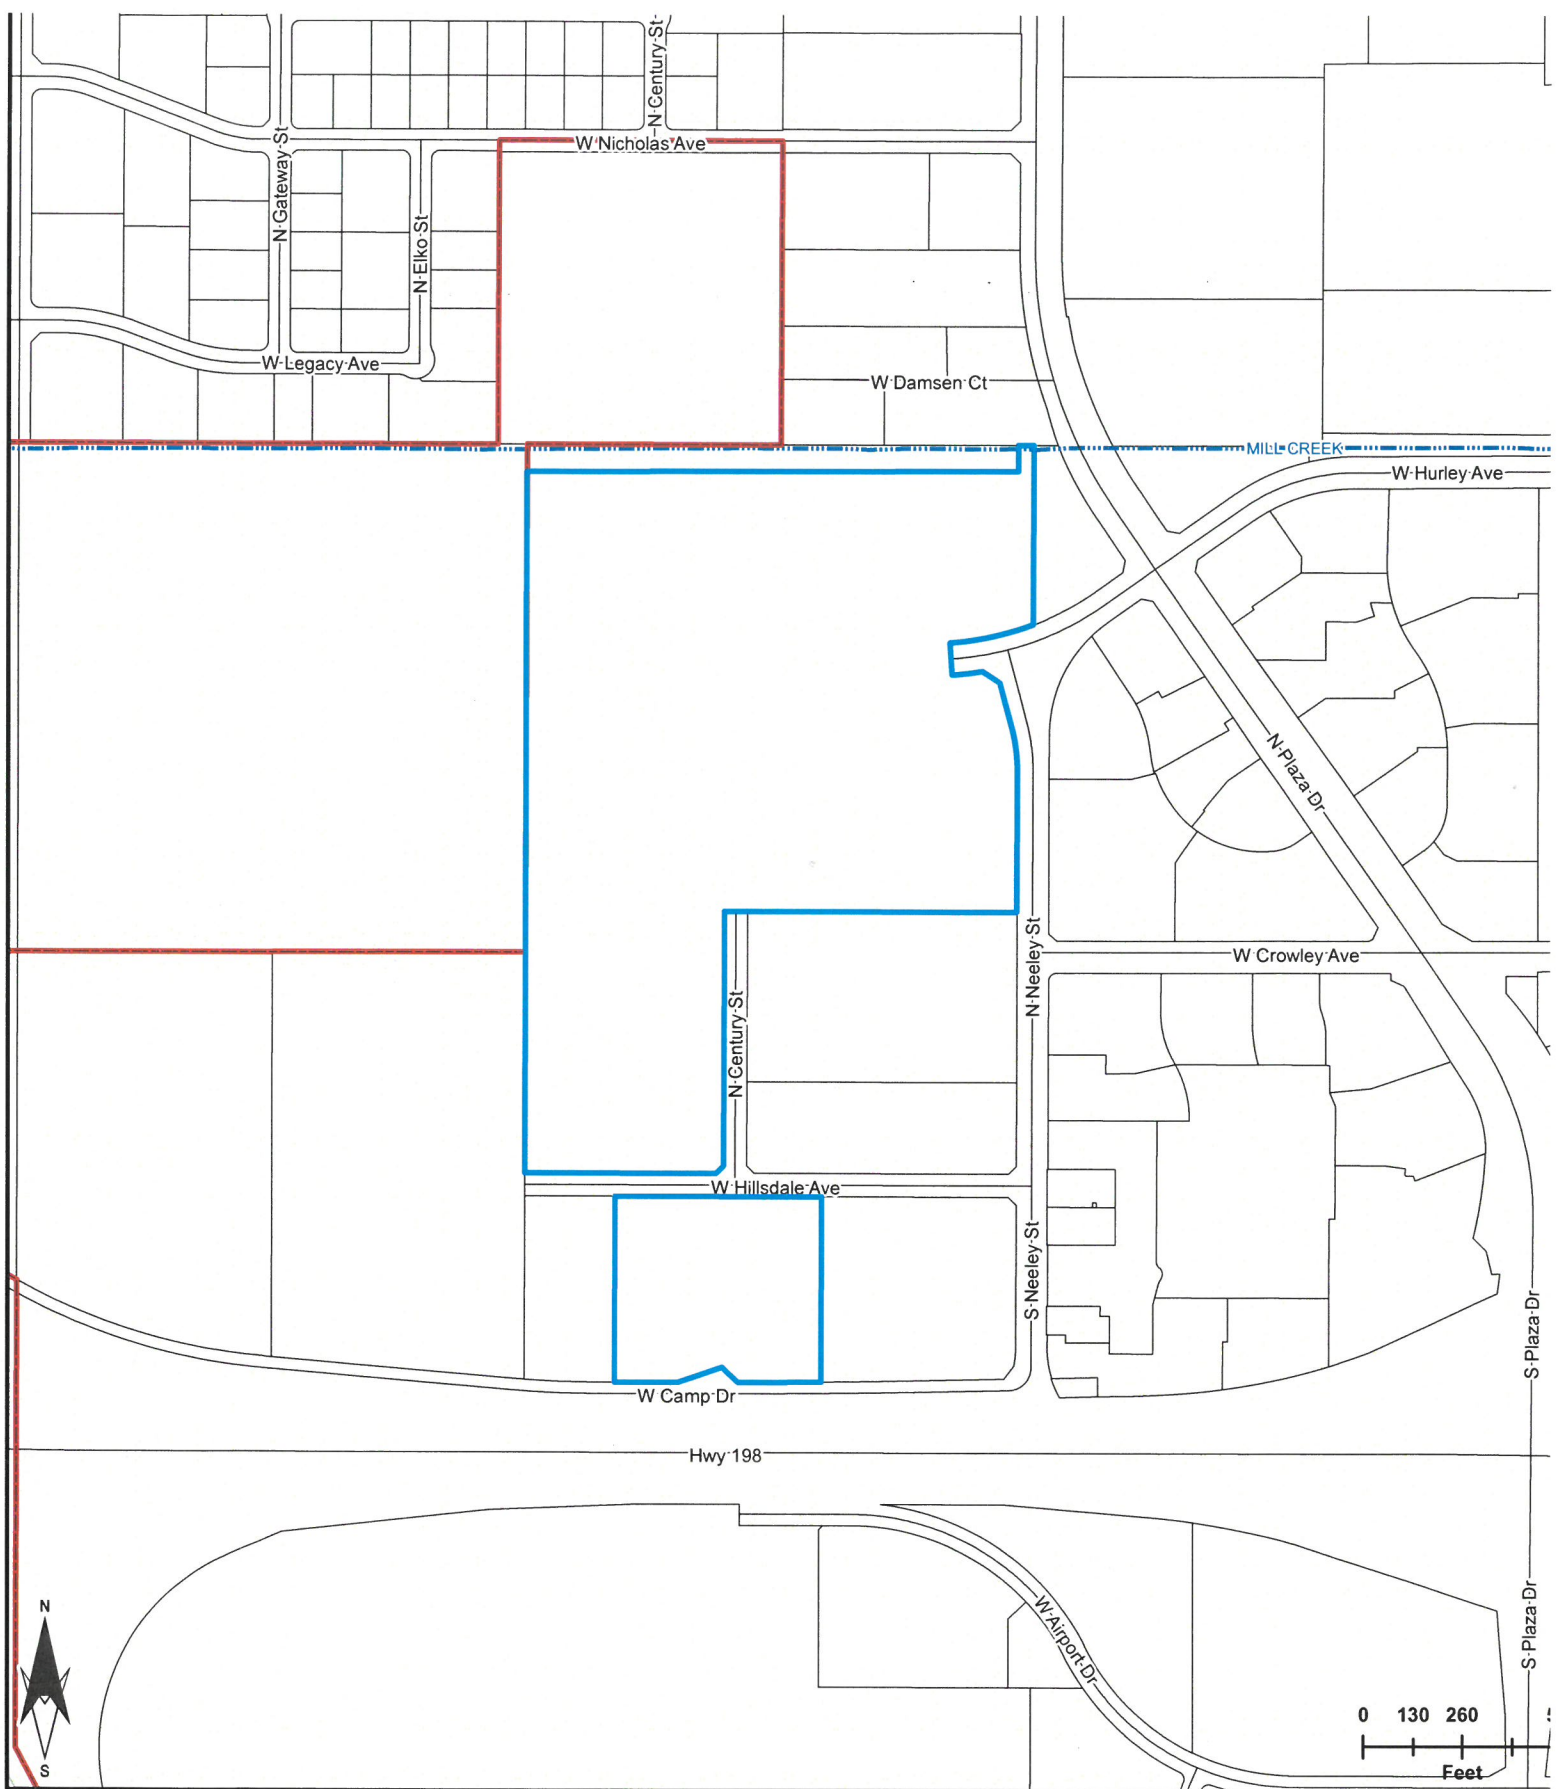 N Century St
W Nicholas Ave
N Gateway St
N Elko St
W Legacy Ave
W Damsen Ct
MILL CREEK
W Hurley Ave
N Plaza Dr
N Neeley St
W Crowley Ave
N Century St
W Hillsdale Ave
S Neeley St
S Plaza Dr
W Camp Dr
Hwy 198
N
W Airport Dr
S Plaza Dr
0 130 260
Feet
S